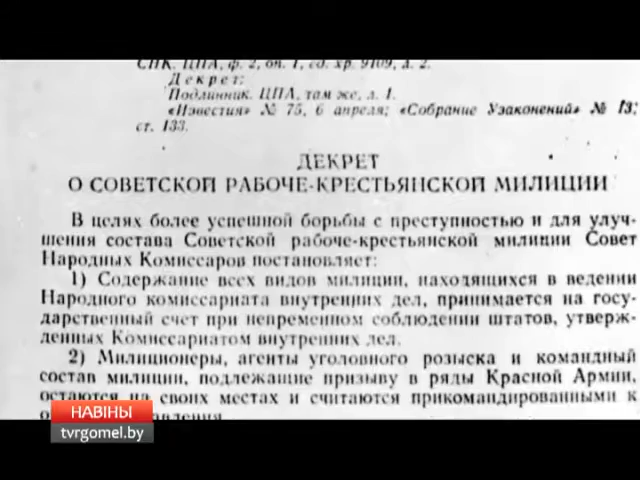 СНК. ЦПА, ф. 2, оп. 1, ед. хр. 9109, л. 2.
Декрет:
Подлинник. ЦПА, там же, л. 1.
«Известия» № 75, 6 апреля; «Собрание Узаконений» № 13;
ст. 133.
ДЕКРЕТ
О СОВЕТСКОЙ РАБОЧЕ-КРЕСТЬЯНСКОЙ МИЛИЦИИ
В целях более успешной борьбы с преступностью и для улуч-
шения состава Советской рабоче-крестьянской милиции Совет
Народных Комиссаров постановляет:
1) Содержание всех видов милиции, находящихся в ведении
Народного комиссариата внутренних дел, принимается на госу-
дарственный счет при непременном соблюдении штатов, утверж-
денных Комиссариатом внутренних дел.
2) Милиционеры, агенты уголовного розыска и командный
состав милиции, подлежащие призыву в ряды Красной Армии,
остаются на своих местах и считаются прикомандированными к
НАВІНЫ
tvrgomel.by